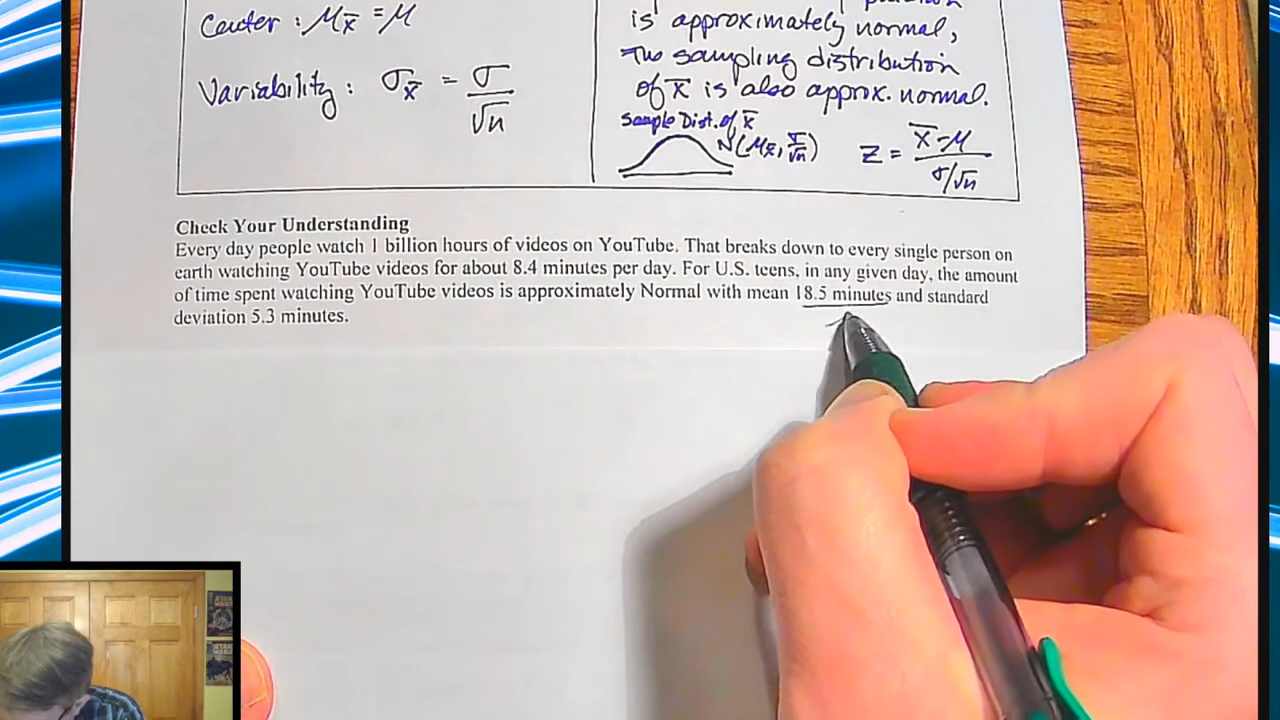 Center : μx̄ = μ
Variability : σx̄ = σ/√n
is approximately normal,
The sampling distribution
of x̄ is also approx. normal.
Sample Dist. of x̄
N(μx̄, σ/√n)
z = x̄-μ / σ/√n
Check Your Understanding
Every day people watch 1 billion hours of videos on YouTube. That breaks down to every single person on
earth watching YouTube videos for about 8.4 minutes per day. For U.S. teens, in any given day, the amount
of time spent watching YouTube videos is approximately Normal with mean 18.5 minutes and standard
deviation 5.3 minutes.
STAR WARS
STAR WARS